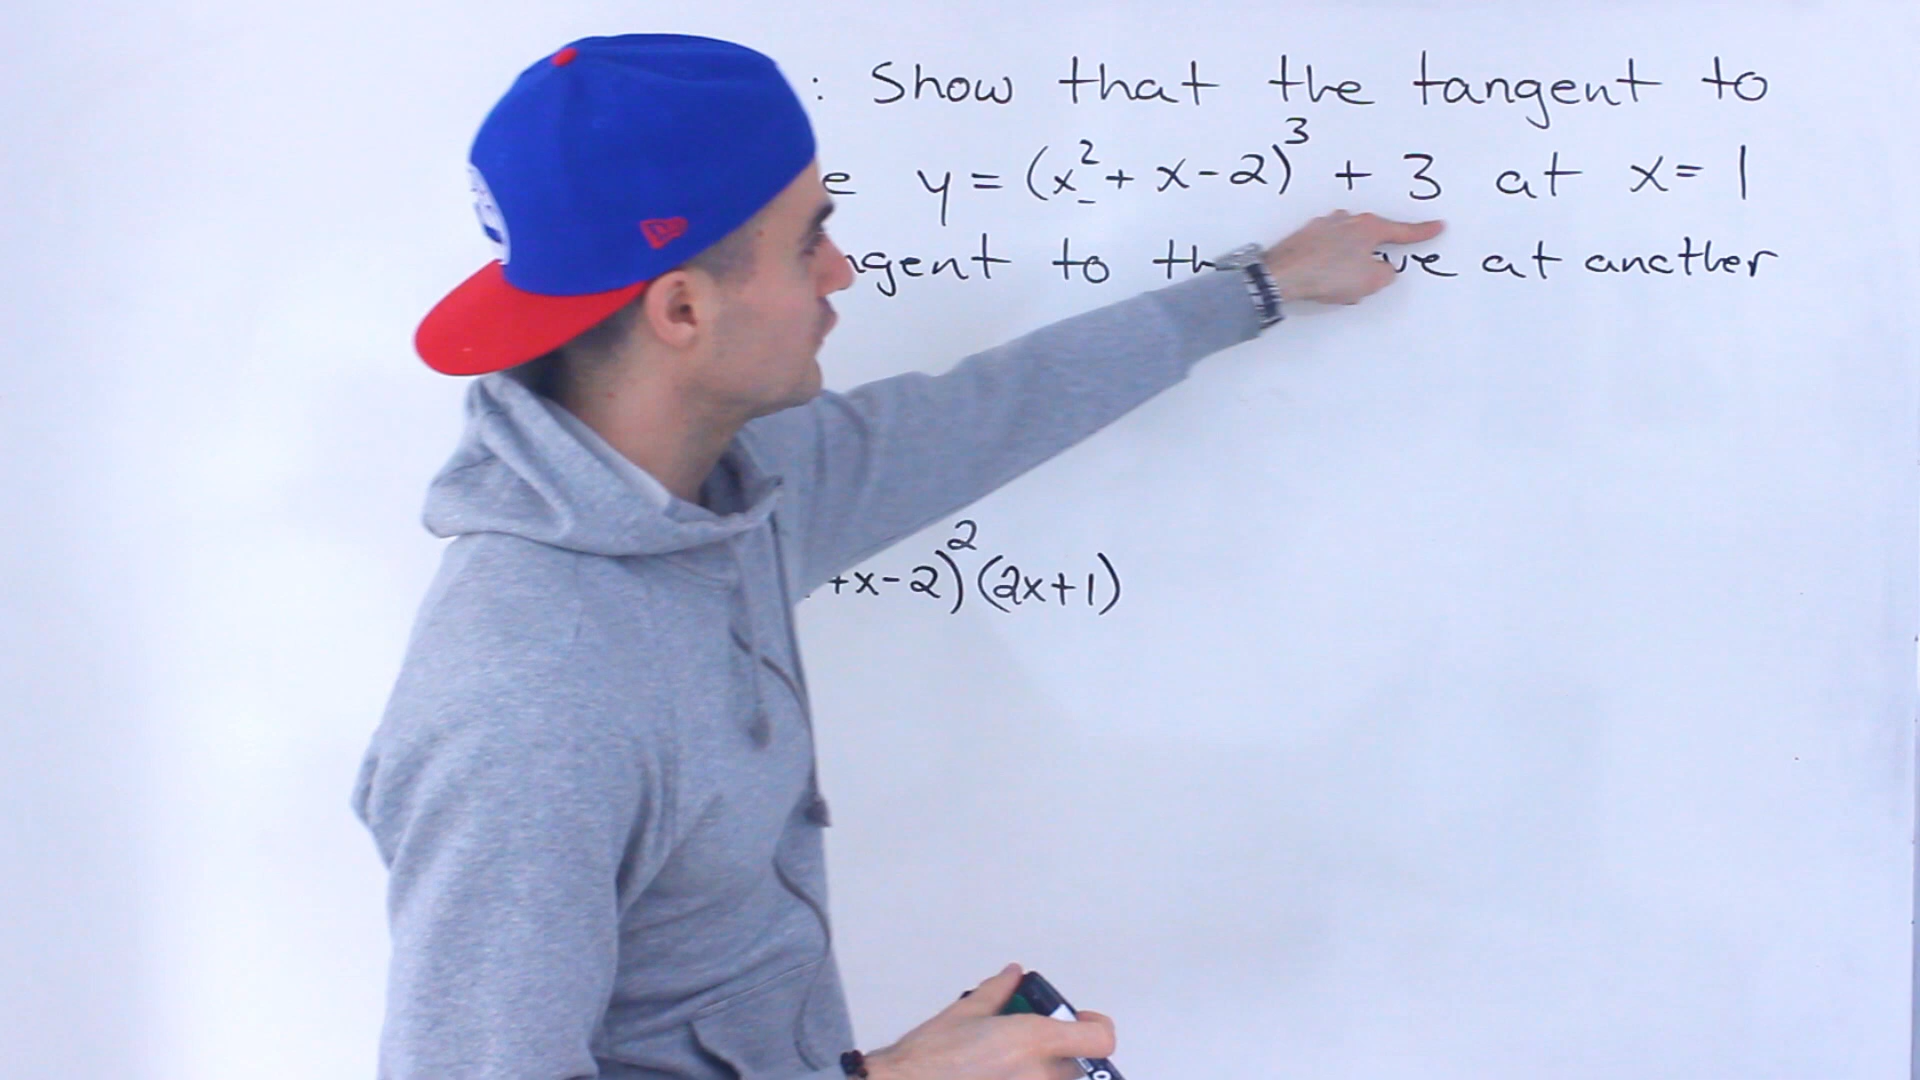 : Show that the tangent to
e y = (x² + x - 2)³ + 3 at x = 1
ngent to th ve at another
+x-2)²(2x+1)